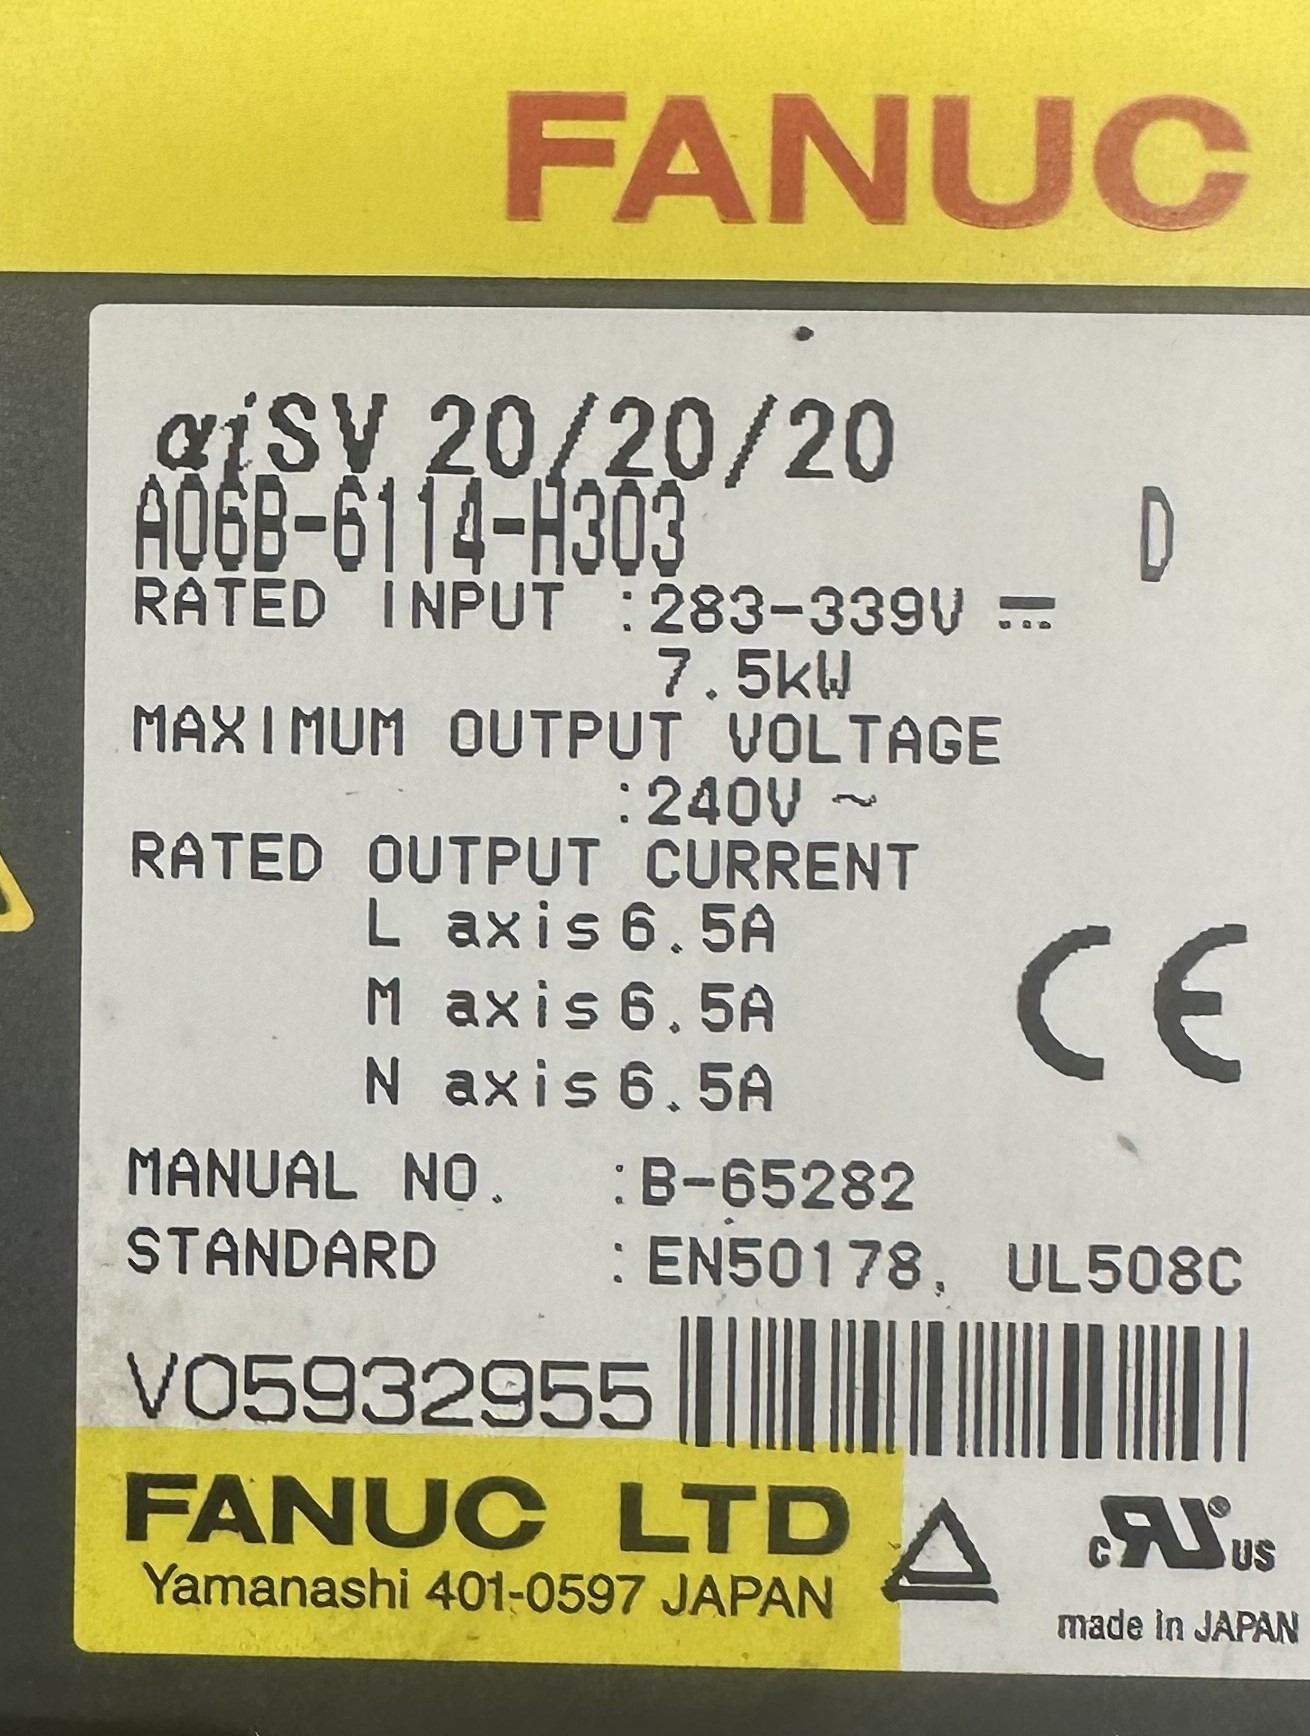 FANUC
αiSV 20/20/20
A06B-6114-H303 D
RATED INPUT :283-339V ⎓
7.5kW
MAXIMUM OUTPUT VOLTAGE
:240V ~
RATED OUTPUT CURRENT
L axis 6.5A
M axis 6.5A
N axis 6.5A
CE
MANUAL NO. :B-65282
STANDARD :EN50178, UL508C
V05932955
FANUC LTD
Yamanashi 401-0597 JAPAN
c RU US
made in JAPAN